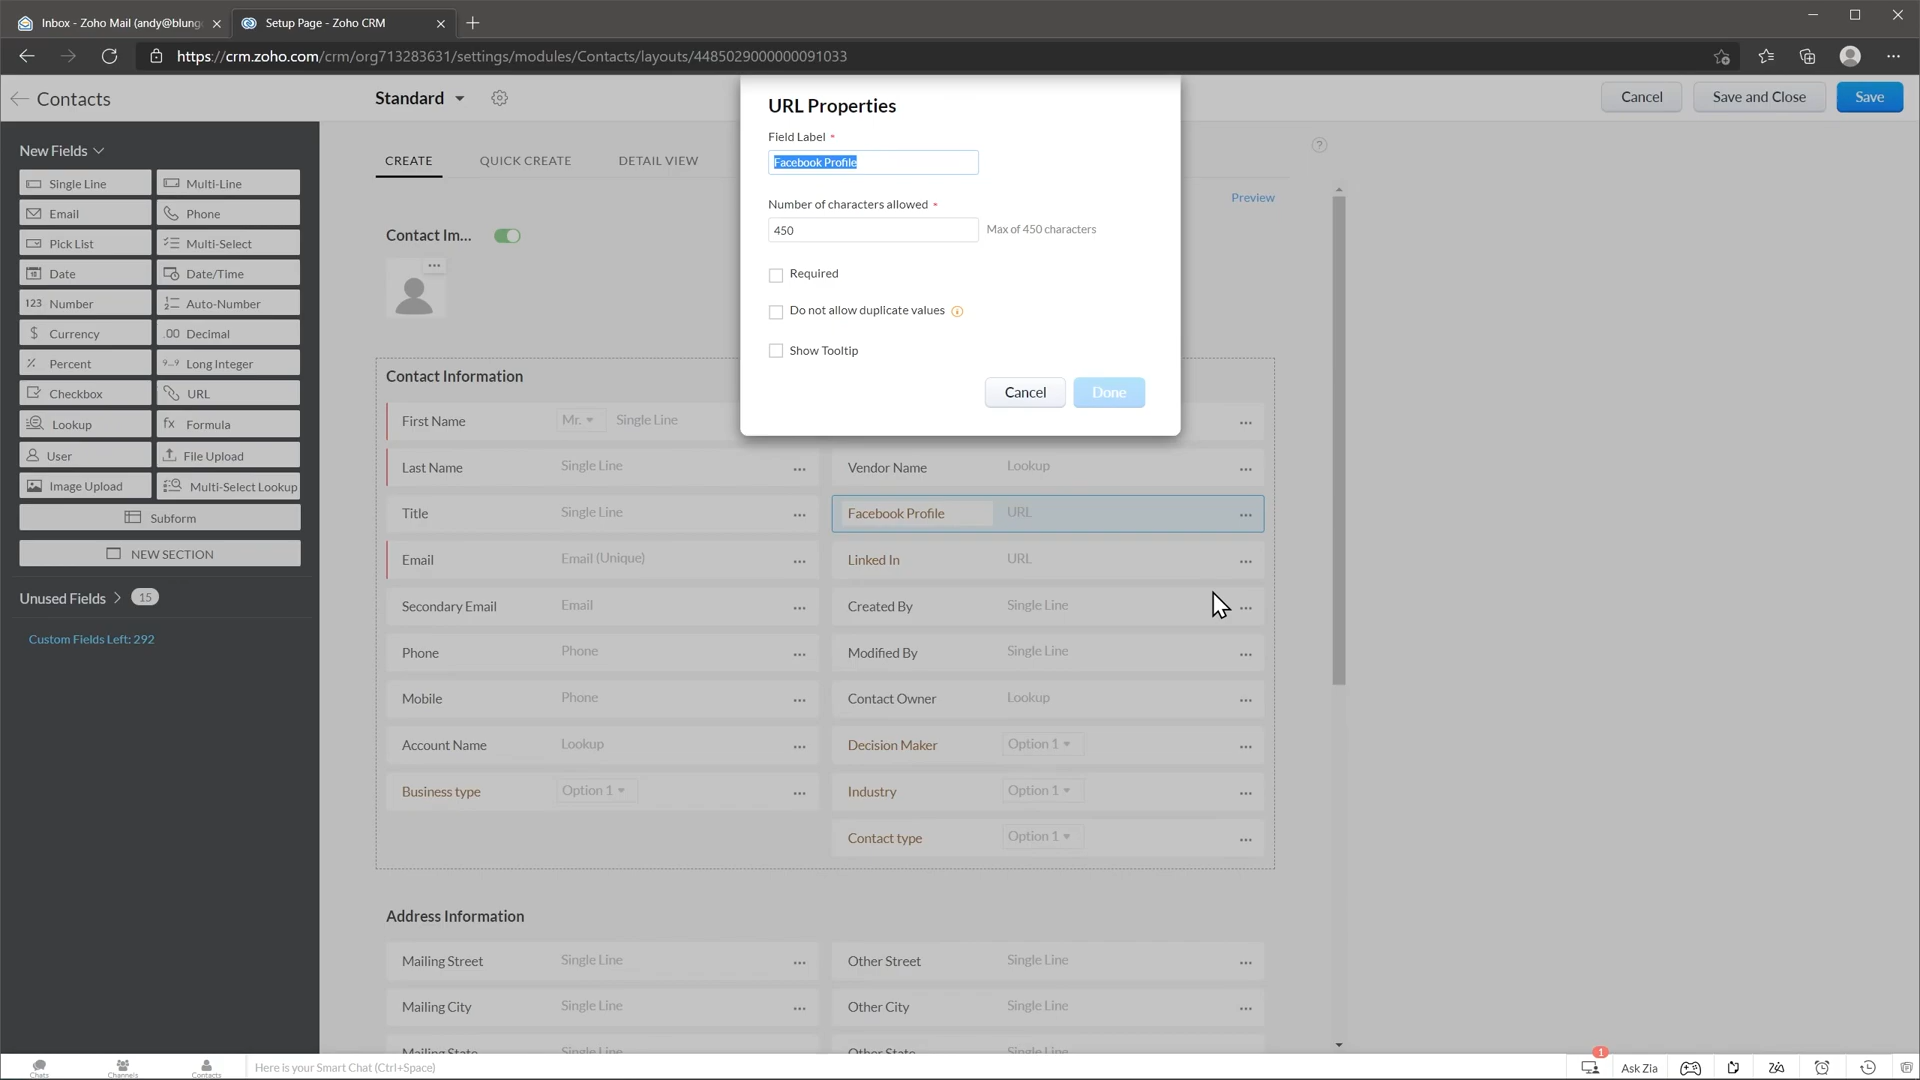 Inbox - Zoho Mail (andy@blung
Setup Page - Zoho CRM
https://crm.zoho.com/crm/org713283631/settings/modules/Contacts/layouts/4485029000000091033
Contacts
Standard
Cancel
Save and Close
Save
New Fields
Single Line
Multi-Line
Email
Phone
Pick List
Multi-Select
Date
Date/Time
123 Number
Auto-Number
$ Currency
.00 Decimal
% Percent
Long Integer
Checkbox
URL
Lookup
fx Formula
User
File Upload
Image Upload
Multi-Select Lookup
Subform
NEW SECTION
Unused Fields 15
Custom Fields Left: 292
CREATE
QUICK CREATE
DETAIL VIEW
Preview
Contact Im...
URL Properties
Field Label *
Facebook Profile
Number of characters allowed *
450
Max of 450 characters
Required
Do not allow duplicate values
Show Tooltip
Cancel
Done
Contact Information
First Name Mr. Single Line
Last Name Single Line
Vendor Name Lookup
Title Single Line
Facebook Profile URL
Email Email (Unique)
Linked In URL
Secondary Email Email
Created By Single Line
Phone Phone
Modified By Single Line
Mobile Phone
Contact Owner Lookup
Account Name Lookup
Decision Maker Option 1
Business type Option 1
Industry Option 1
Contact type Option 1
Address Information
Mailing Street Single Line
Other Street Single Line
Mailing City Single Line
Other City Single Line
Mailing State Single Line
Other State Single Line
Chats
Channels
Contacts
Here is your Smart Chat (Ctrl+Space)
1
Ask Zia